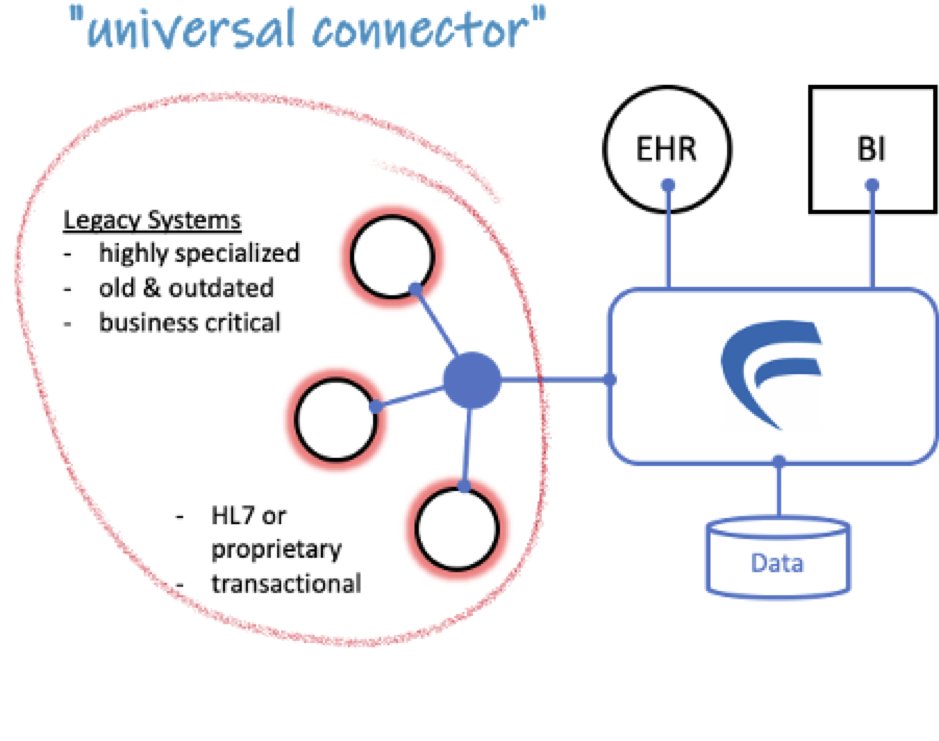 "universal connector"
EHR
BI
Legacy Systems
- highly specialized
- old & outdated
- business critical
- HL7 or
proprietary
- transactional
Data